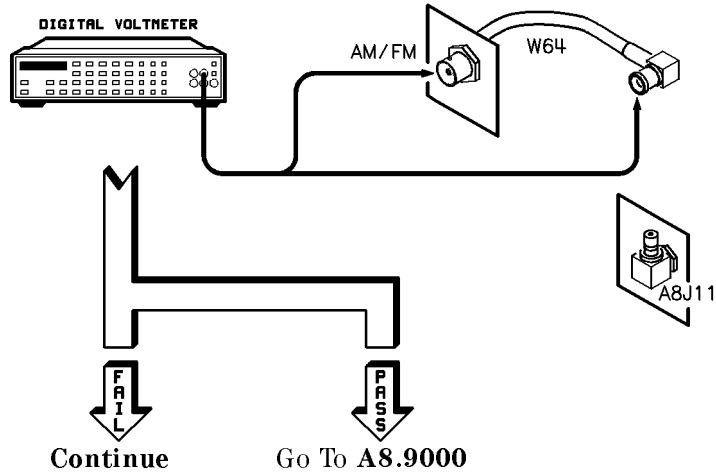 DIGITAL VOLTMETER
AM/FM
W64
A8J11
FAIL
PASS
Continue
Go To A8.9000